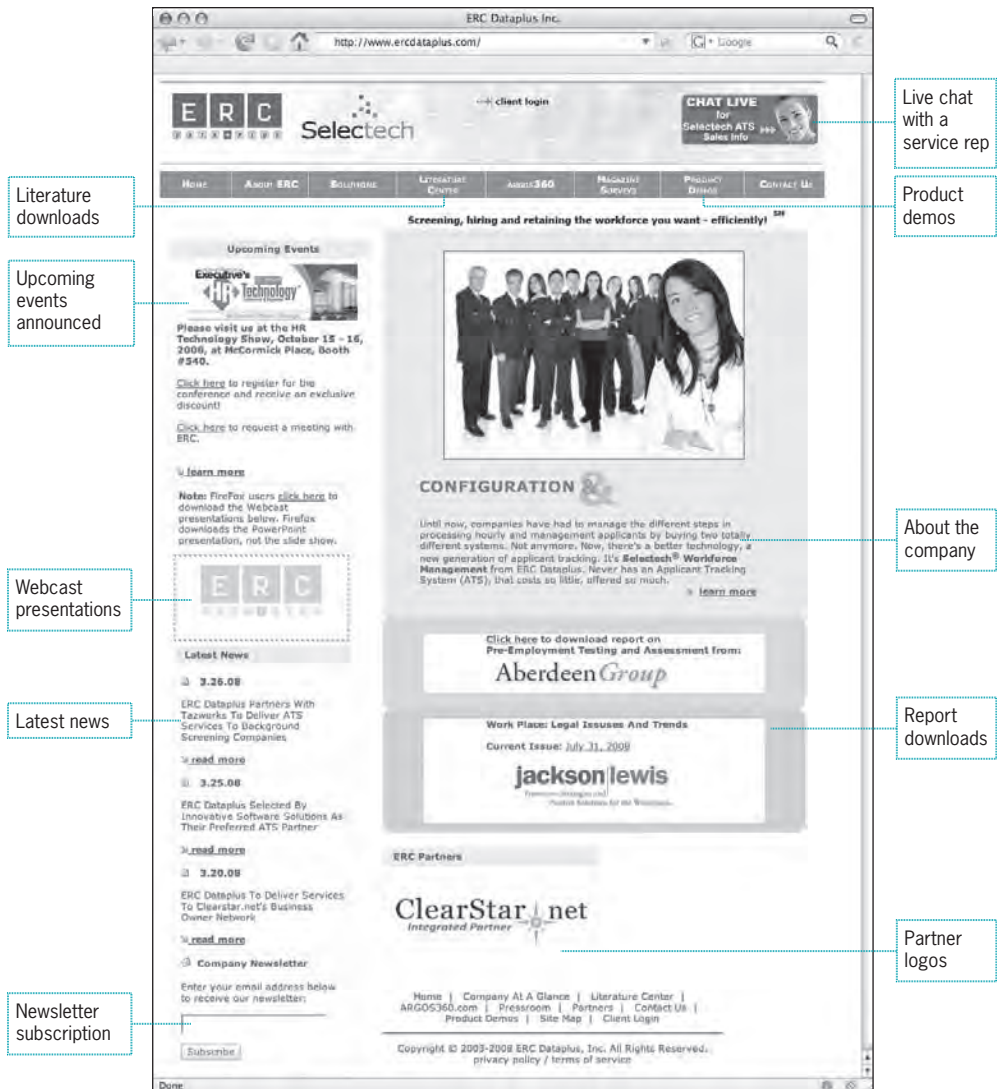 ERC Dataplus Inc.
http://www.ercdataplus.com/
Google
ERC
Selectech
client login
CHAT LIVE
for
Selectech ATS
Sales Info
Live chat
with a
service rep
Home
About ERC
Solutions
Literature
Center
Argos360
Magazine
Surveys
Product
Demos
Contact Us
Literature
downloads
Product
demos
Screening, hiring and retaining the workforce you want - efficiently! SM
Upcoming Events
Executive's
HR Technology
Upcoming
events
announced
Please visit us at the HR
Technology Show, October 15 - 16,
2008, at McCormick Place, Booth
#540.
Click here to register for the
conference and receive an exclusive
discount!
Click here to request a meeting with
ERC.
learn more
Note: FireFox users click here to
download the Webcast
presentations below. Firefox
downloads the PowerPoint
presentation, not the slide show.
Webcast
presentations
ERC
CONFIGURATION &
Until now, companies have had to manage the different steps in
processing hourly and management applicants by buying two totally
different systems. Not anymore. Now, there's a better technology, a
new generation of applicant tracking. It's Selectech® Workforce
Management from ERC Dataplus. Never has an Applicant Tracking
System (ATS), that costs so little, offered so much.
learn more
About the
company
Click here to download report on
Pre-Employment Testing and Assessment from:
Aberdeen Group
Work Place: Legal Issuses And Trends
Current Issue: July 31, 2008
jackson lewis
Report
downloads
Latest News
3.26.08
ERC Dataplus Partners With
Tazworks To Deliver ATS
Services To Background
Screening Companies
read more
Latest news
3.25.08
ERC Dataplus Selected By
Innovative Software Solutions As
Their Preferred ATS Partner
read more
3.20.08
ERC Dataplus To Deliver Services
To Clearstar.net's Business
Owner Network
read more
Company Newsletter
Enter your email address below
to receive our newsletter:
Subscribe
Newsletter
subscription
ERC Partners
ClearStar net
Integrated Partner
Partner
logos
Home | Company At A Glance | Literature Center |
ARGOS360.com | Pressroom | Partners | Contact Us |
Product Demos | Site Map | Client Login
Copyright © 2003-2008 ERC Dataplus, Inc. All Rights Reserved.
privacy policy / terms of service
Done